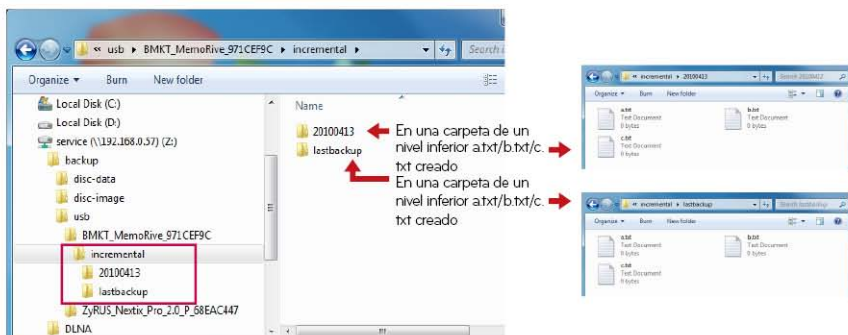 « usb ▸ BMKT_MemoRive_971CEF9C ▸ incremental ▸
Search i
Organize ▾ Burn New folder
Local Disk (C:)
Local Disk (D:)
service (\\192.168.0.57) (Z:)
backup
disc-data
disc-image
usb
BMKT_MemoRive_971CEF9C
incremental
20100413
lastbackup
ZyRUS_Nextix_Pro_2.0_P_68EAC447
DLNA
Name
20100413
lastbackup
En una carpeta de un
nivel inferior a.txt/b.txt/c.
txt creado
En una carpeta de un
nivel inferior a.txt/b.txt/c.
txt creado
« incremental ▸ 20100413
Search 20100413
Organize ▾ Burn New folder
a.txt
Text Document
0 bytes
b.txt
Text Document
0 bytes
c.txt
Text Document
0 bytes
« incremental ▸ lastbackup
Search lastbackup
Organize ▾ Burn New folder
a.txt
Text Document
0 bytes
b.txt
Text Document
0 bytes
c.txt
Text Document
0 bytes